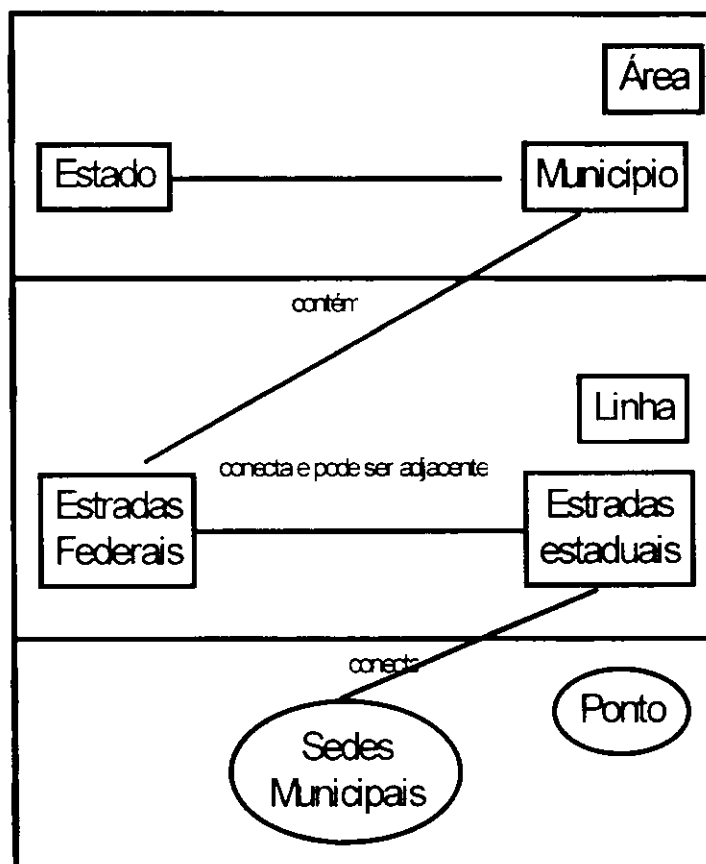 Área
Estado
Município
contém
Linha
conecta e pode ser adjacente
Estradas
Federais
Estradas
estaduais
conecta
Ponto
Sedes
Municipais